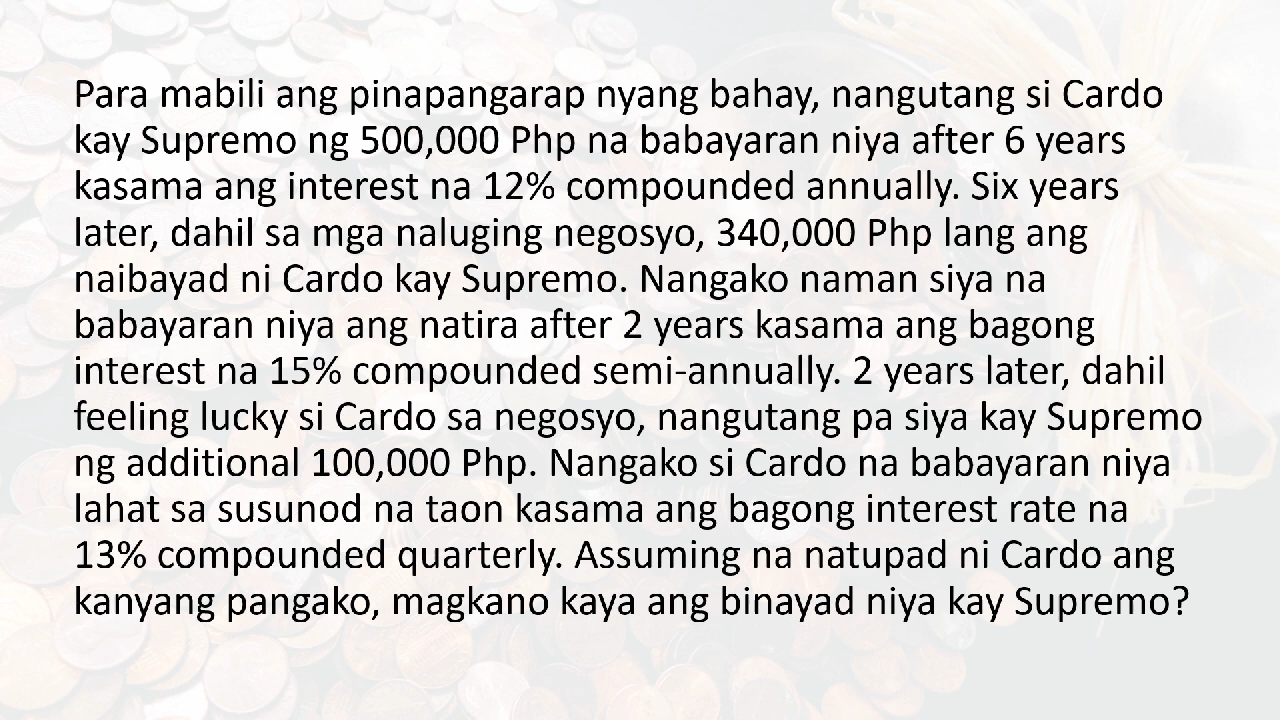 Para mabili ang pinapangarap nyang bahay, nangutang si Cardo
kay Supremo ng 500,000 Php na babayaran niya after 6 years
kasama ang interest na 12% compounded annually. Six years
later, dahil sa mga naluging negosyo, 340,000 Php lang ang
naibayad ni Cardo kay Supremo. Nangako naman siya na
babayaran niya ang natira after 2 years kasama ang bagong
interest na 15% compounded semi-annually. 2 years later, dahil
feeling lucky si Cardo sa negosyo, nangutang pa siya kay Supremo
ng additional 100,000 Php. Nangako si Cardo na babayaran niya
lahat sa susunod na taon kasama ang bagong interest rate na
13% compounded quarterly. Assuming na natupad ni Cardo ang
kanyang pangako, magkano kaya ang binayad niya kay Supremo?